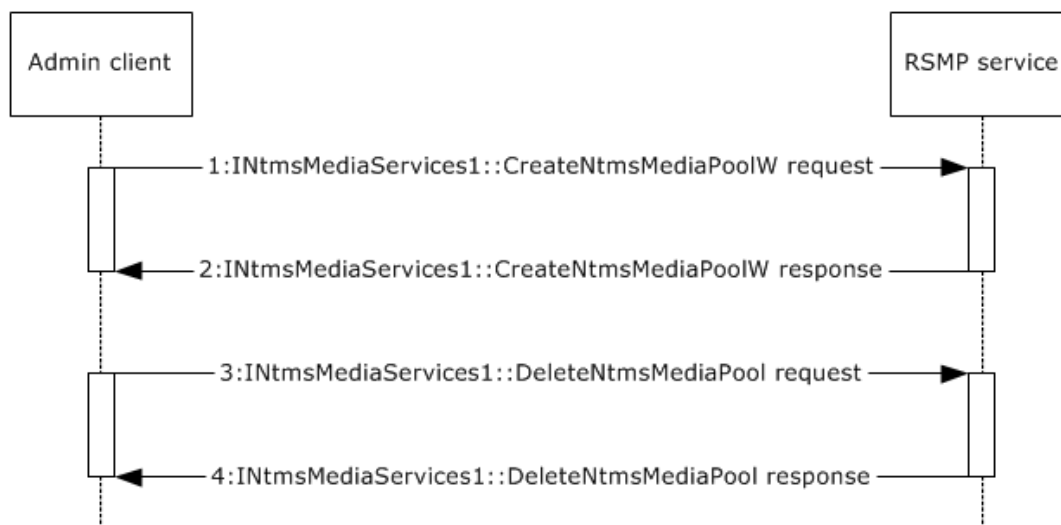 Admin client
RSMP service
1:INtmsMediaServices1::CreateNtmsMediaPoolW request
2:INtmsMediaServices1::CreateNtmsMediaPoolW response
3:INtmsMediaServices1::DeleteNtmsMediaPool request
4:INtmsMediaServices1::DeleteNtmsMediaPool response